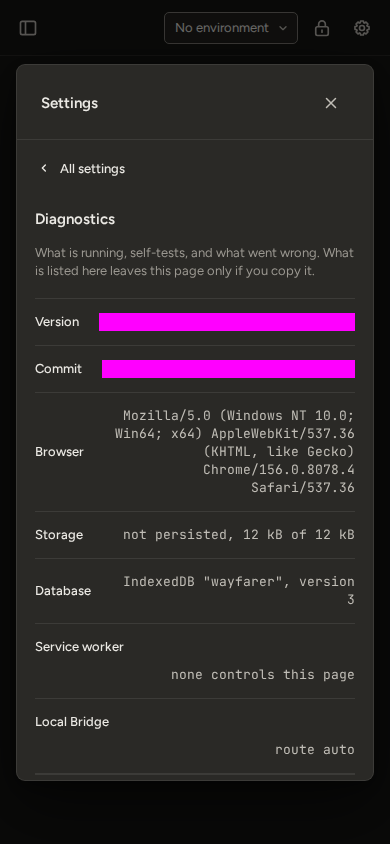 No environment
Settings
All settings
Diagnostics
What is running, self-tests, and what went wrong. What
is listed here leaves this page only if you copy it.
Version
Commit
Browser
Mozilla/5.0 (Windows NT 10.0;
Win64; x64) AppleWebKit/537.36
(KHTML, like Gecko)
Chrome/156.0.8078.4
Safari/537.36
Storage
not persisted, 12 kB of 12 kB
Database
IndexedDB "wayfarer", version
3
Service worker
none controls this page
Local Bridge
route auto